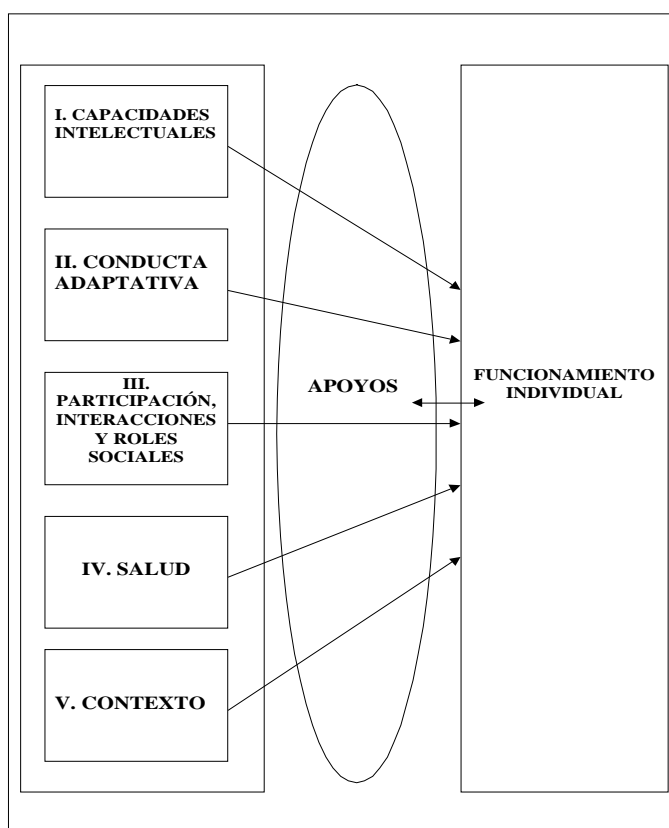 I. CAPACIDADES
INTELECTUALES
II. CONDUCTA
ADAPTATIVA
III.
PARTICIPACIÓN,
INTERACCIONES
Y ROLES
SOCIALES
IV. SALUD
V. CONTEXTO
APOYOS
FUNCIONAMIENTO
INDIVIDUAL